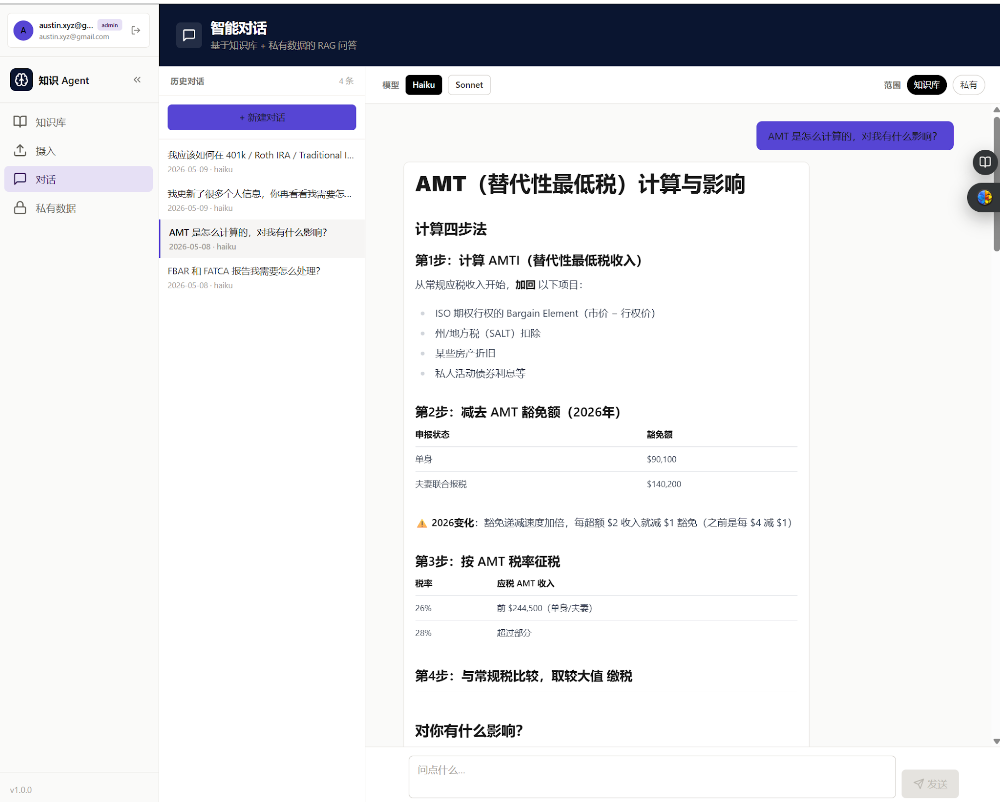 austin.xyz@g... admin
austin.xyz@gmail.com
A
知识 Agent
知识库
摄入
对话
私有数据
v1.0.0
智能对话
基于知识库 + 私有数据的 RAG 问答
历史对话 4 条
+ 新建对话
我应该如何在 401k / Roth IRA / Traditional I...
2026-05-09 · haiku
我更新了很多个人信息，你再看看我需要怎...
2026-05-09 · haiku
AMT 是怎么计算的，对我有什么影响？
2026-05-08 · haiku
FBAR 和 FATCA 报告我需要怎么处理？
2026-05-08 · haiku
模型 Haiku Sonnet
范围 知识库 私有
AMT 是怎么计算的，对我有什么影响？
AMT（替代性最低税）计算与影响
计算四步法
第1步：计算 AMTI（替代性最低税收入）
从常规应税收入开始，加回 以下项目：
ISO 期权行权的 Bargain Element（市价 − 行权价）
州/地方税（SALT）扣除
某些房产折旧
私人活动债券利息等
第2步：减去 AMT 豁免额（2026年）
申报状态 豁免额
单身 $90,100
夫妻联合报税 $140,200
⚠️ 2026变化：豁免递减速度加倍，每超额 $2 收入就减 $1 豁免（之前是每 $4 减 $1）
第3步：按 AMT 税率征税
税率 应税 AMT 收入
26% 前 $244,500（单身/夫妻）
28% 超过部分
第4步：与常规税比较，取较大值 缴税
对你有什么影响？
问点什么...
发送